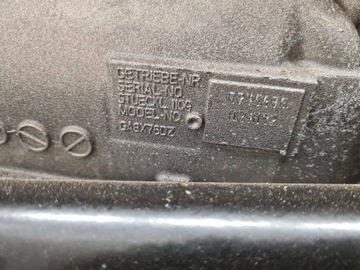 GETRIEBE-NR.
SERIAL-NO.
STUECKL. 1109
MODEL-NO.
GA8X76DZ